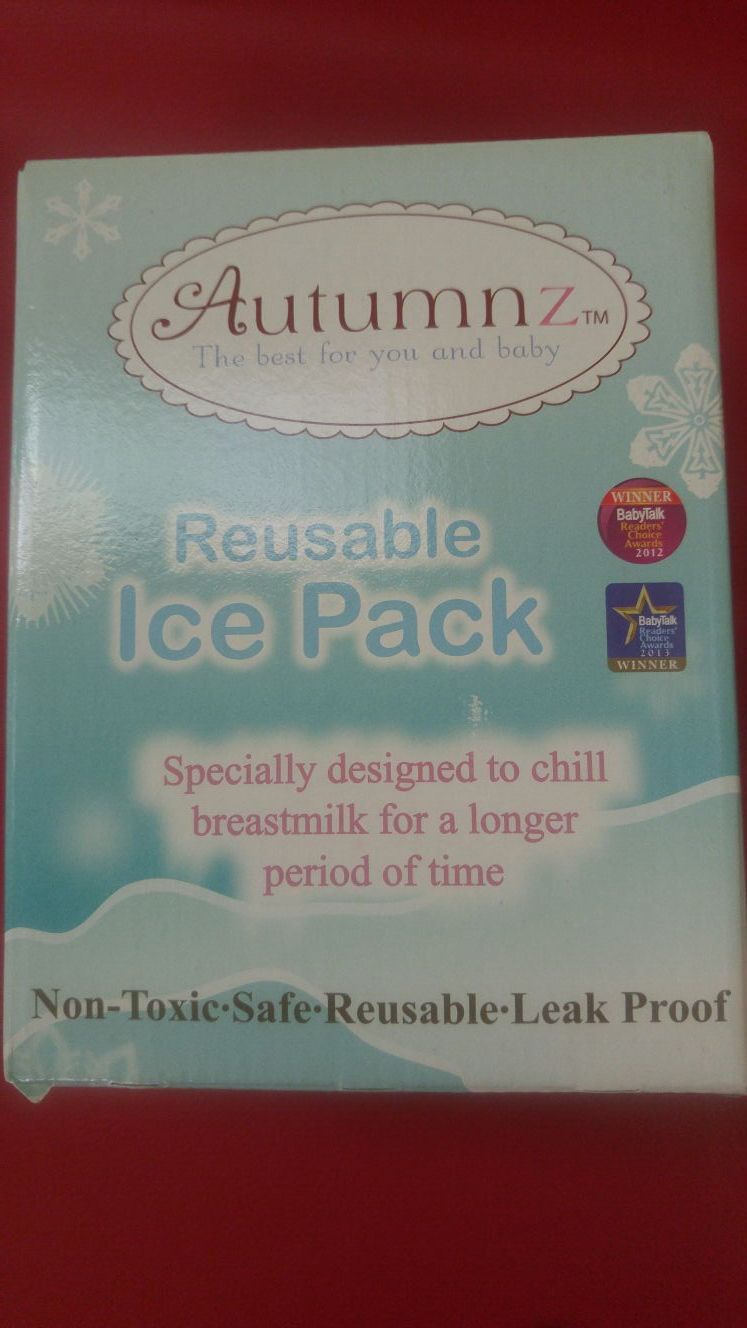 Autumnz™
The best for you and baby
WINNER
BabyTalk
Readers'
Choice
Awards
2012
Reusable
Ice Pack
BabyTalk
Readers'
Choice
Awards
2013
WINNER
Specially designed to chill
breastmilk for a longer
period of time
Non-Toxic·Safe·Reusable·Leak Proof